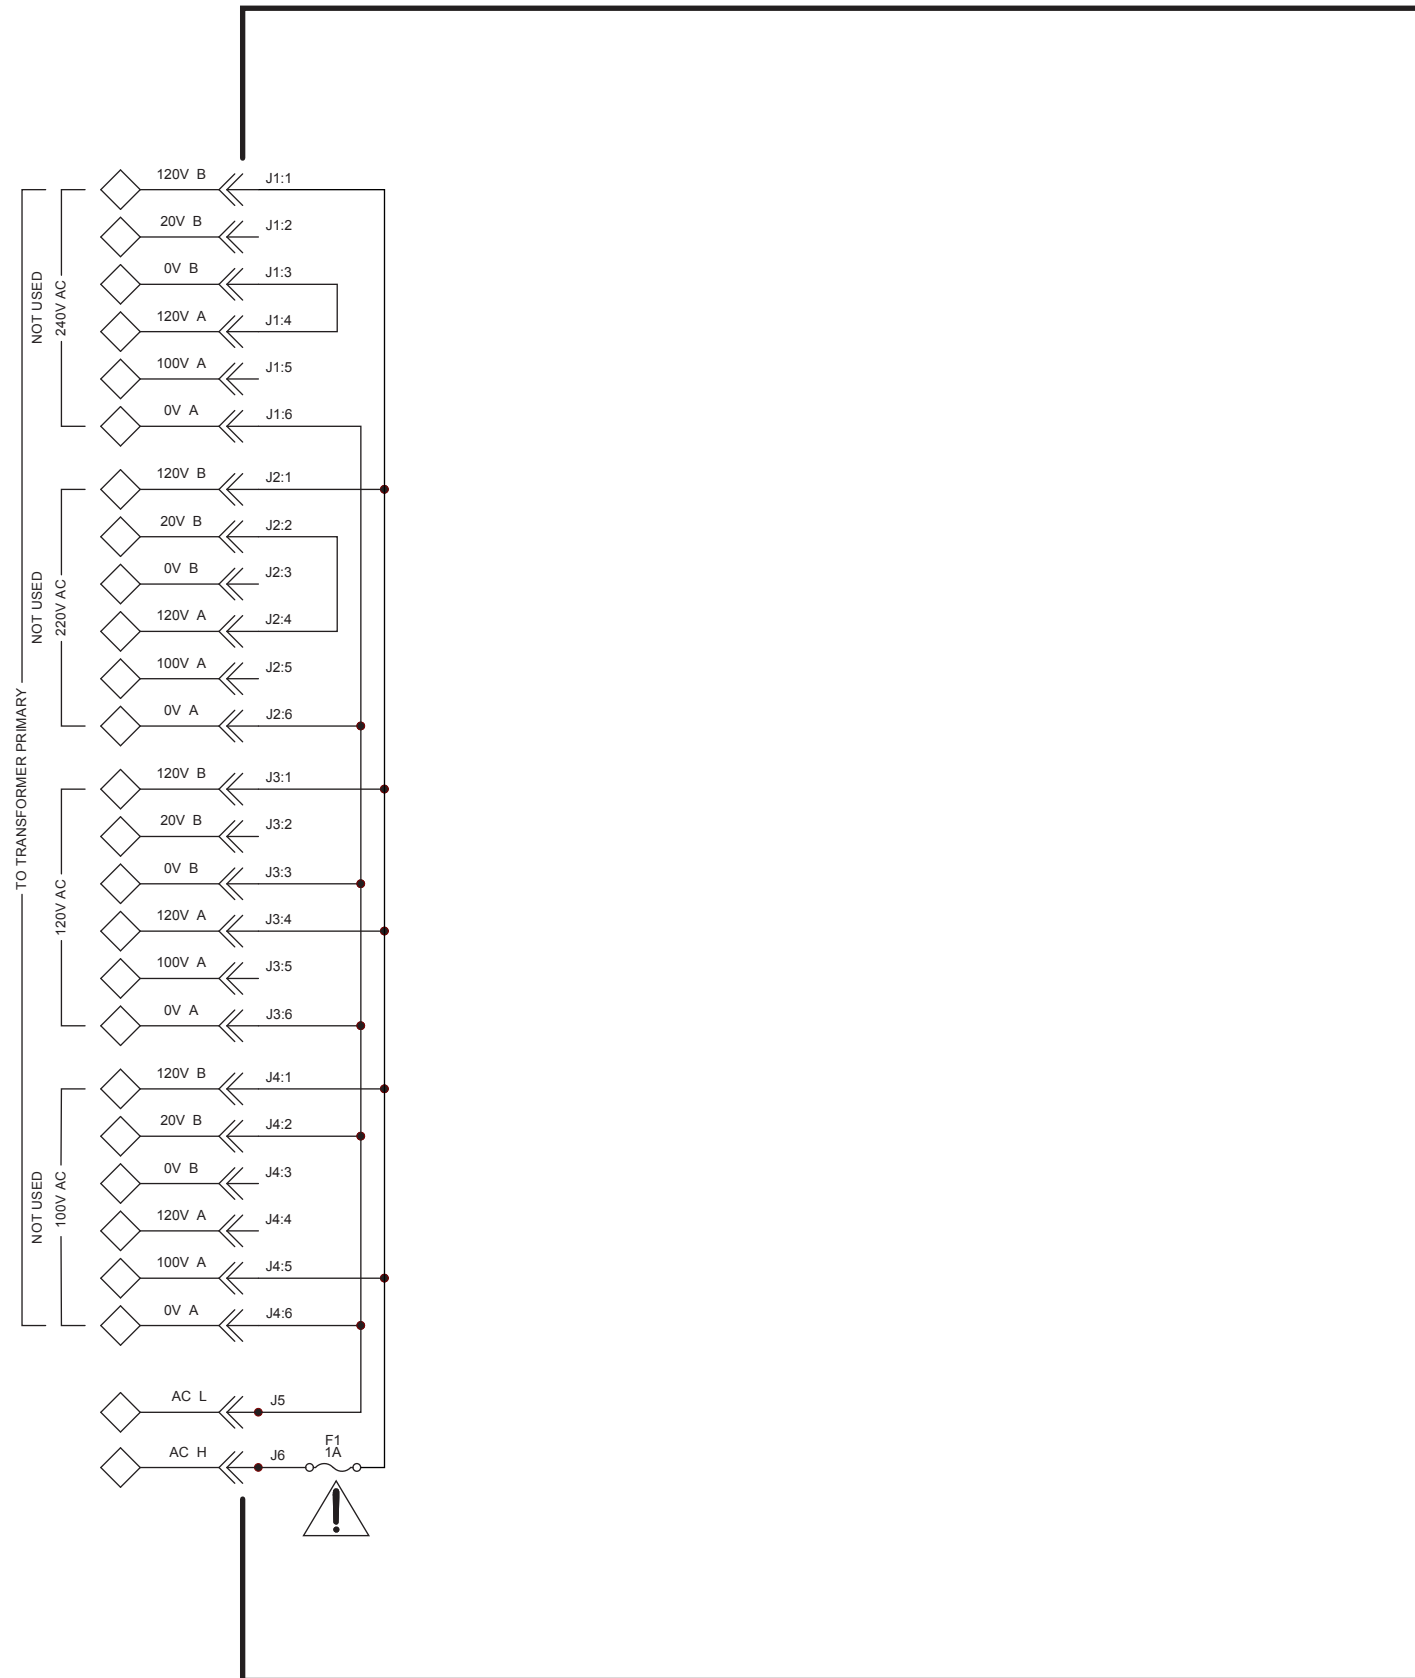 TO TRANSFORMER PRIMARY
NOT USED
240V AC
120V B J1:1
20V B J1:2
0V B J1:3
120V A J1:4
100V A J1:5
0V A J1:6
NOT USED
220V AC
120V B J2:1
20V B J2:2
0V B J2:3
120V A J2:4
100V A J2:5
0V A J2:6
120V AC
120V B J3:1
20V B J3:2
0V B J3:3
120V A J3:4
100V A J3:5
0V A J3:6
NOT USED
100V AC
120V B J4:1
20V B J4:2
0V B J4:3
120V A J4:4
100V A J4:5
0V A J4:6
AC L J5
AC H J6
F1
1A
!